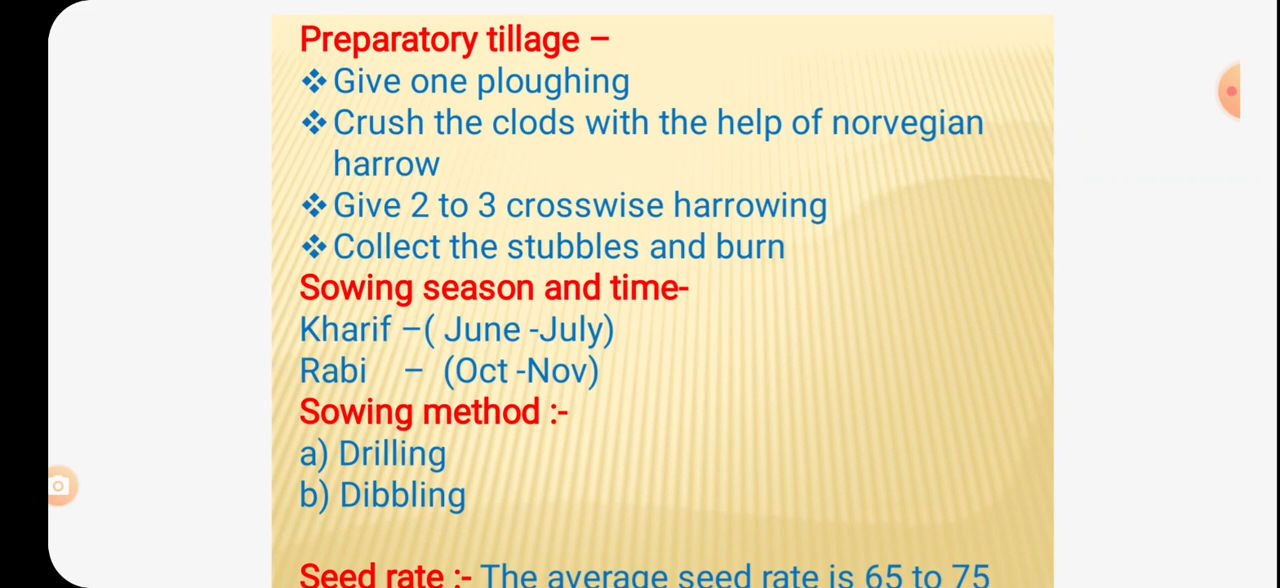 Preparatory tillage –
❖ Give one ploughing
❖ Crush the clods with the help of norvegian
harrow
❖ Give 2 to 3 crosswise harrowing
❖ Collect the stubbles and burn
Sowing season and time-
Kharif –( June -July)
Rabi – (Oct -Nov)
Sowing method :-
a) Drilling
b) Dibbling
Seed rate :- The average seed rate is 65 to 75